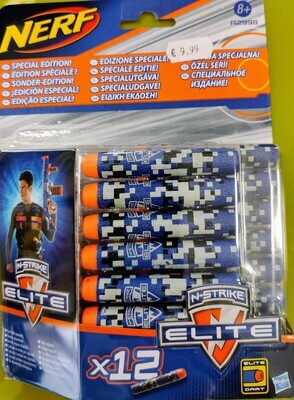 NERF
8+
€ 9.99
SPECIAL EDITION!
ÉDITION SPÉCIALE !
SONDER-EDITION!
¡EDICIÓN ESPECIAL!
EDIÇÃO ESPECIAL!
EDIZIONE SPECIALE
SPECIALE EDITIE!
SPECIALUTGÅVA!
SPECIALUDGAVE!
ΕΙΔΙΚΗ ΕΚΔΟΣΗ!
SPECJALNA!
ÖZEL SERİ!
СПЕЦИАЛЬНОЕ
ИЗДАНИЕ!
N-STRIKE
ELITE
N-STRIKE
ELITE
x12
ELITE
DART
Hasbro